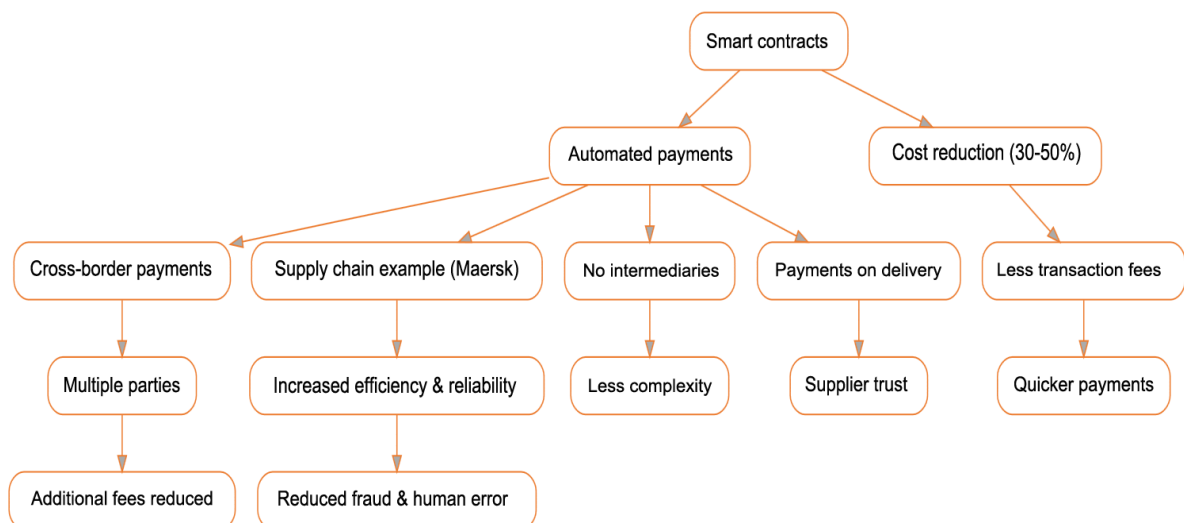 Smart contracts
Automated payments
Cost reduction (30-50%)
Cross-border payments
Supply chain example (Maersk)
No intermediaries
Payments on delivery
Less transaction fees
Multiple parties
Increased efficiency & reliability
Less complexity
Supplier trust
Quicker payments
Additional fees reduced
Reduced fraud & human error